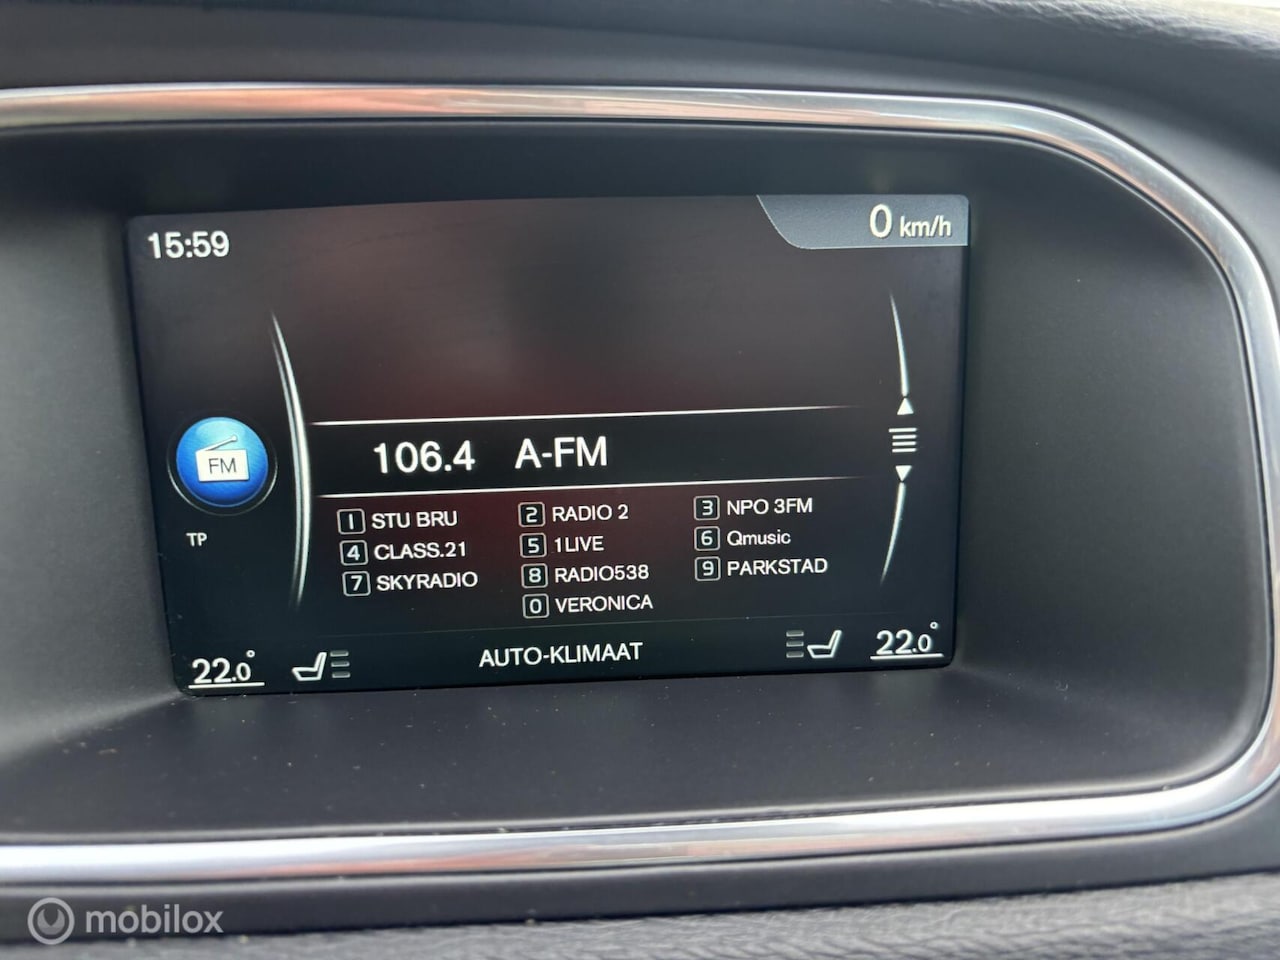 15:59
0 km/h
FM
106.4 A-FM
TP
1 STU BRU 2 RADIO 2 3 NPO 3FM
4 CLASS.21 5 1LIVE 6 Qmusic
7 SKYRADIO 8 RADIO538 9 PARKSTAD
0 VERONICA
22.0° AUTO-KLIMAAT 22.0°
mobilox